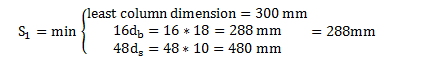 least column dimension = 300 mm
S₁ = min { 16d_b = 16 * 18 = 288 mm = 288mm
48d_s = 48 * 10 = 480 mm